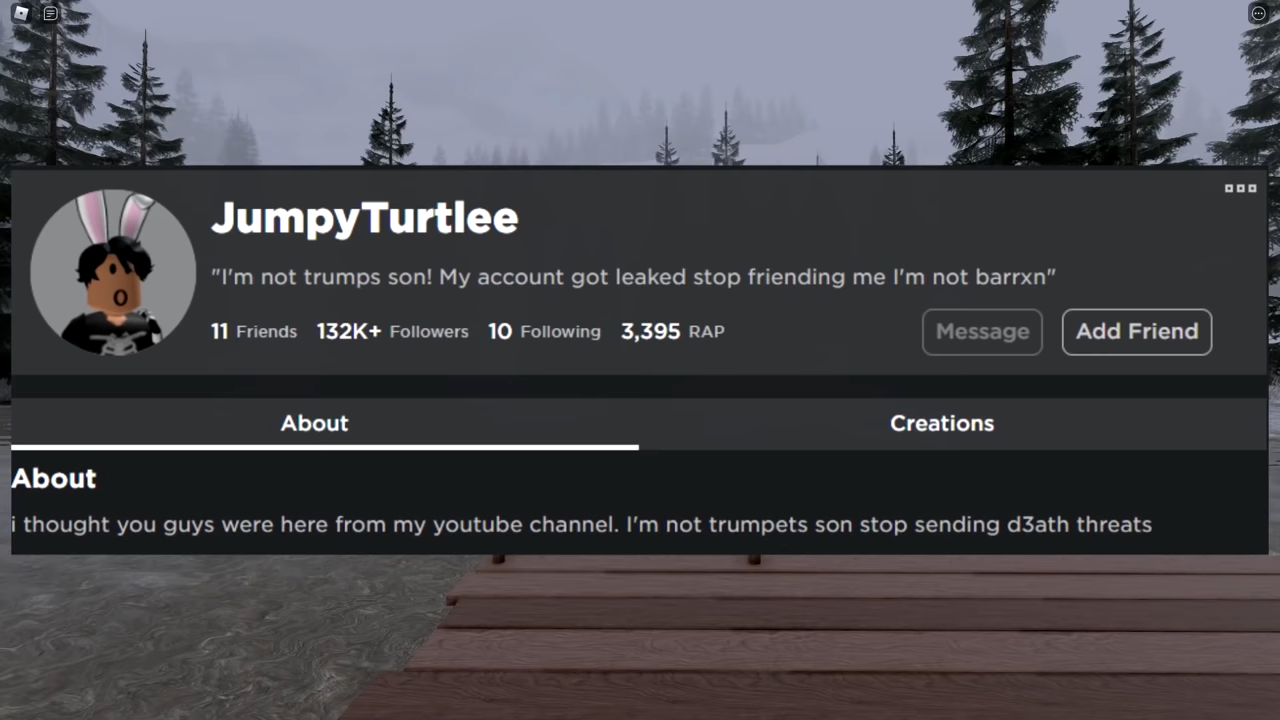 JumpyTurtlee
"I'm not trumps son! My account got leaked stop friending me I'm not barrxn"
11 Friends 132K+ Followers 10 Following 3,395 RAP Message Add Friend
About Creations
About
i thought you guys were here from my youtube channel. I'm not trumpets son stop sending d3ath threats